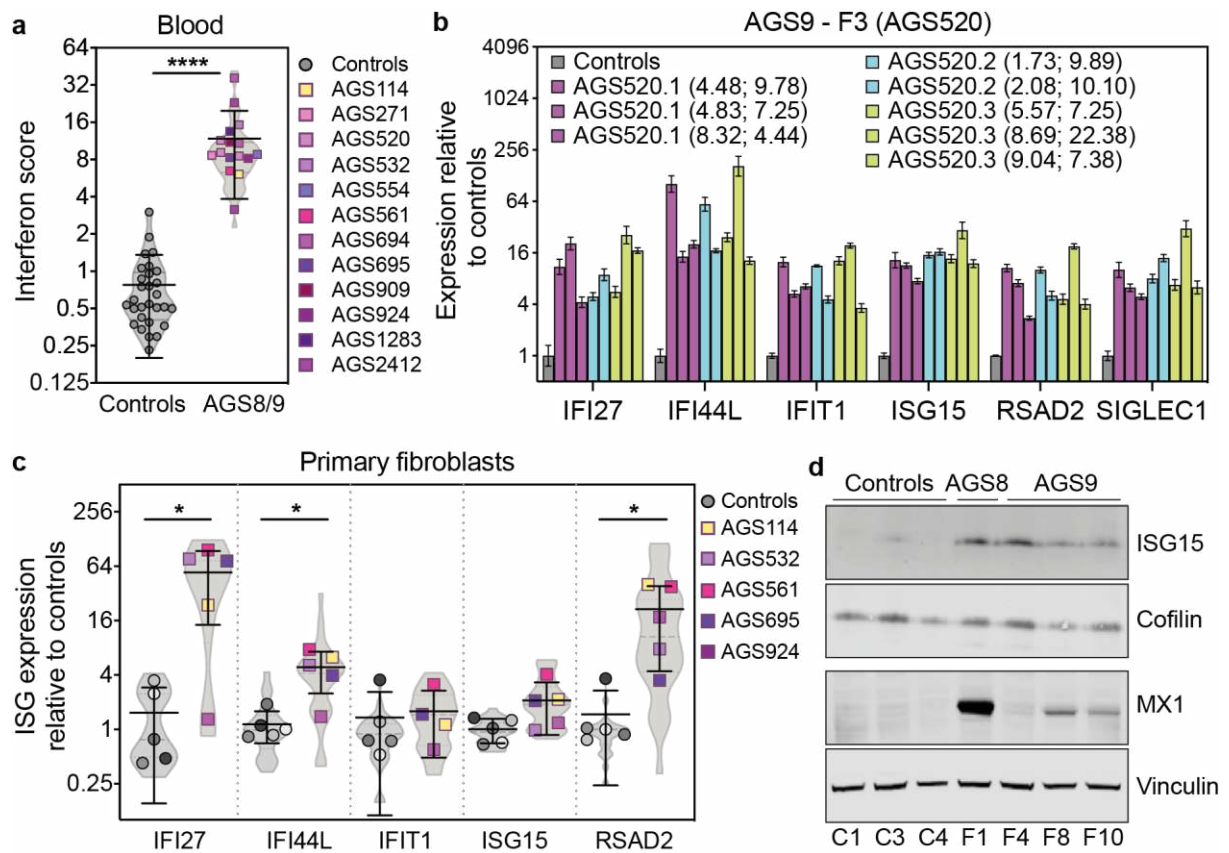 a
Blood
Interferon score
64
32
16
8
4
2
1
0.5
0.25
0.125
****
Controls
AGS8/9
Controls
AGS114
AGS271
AGS520
AGS532
AGS554
AGS561
AGS694
AGS695
AGS909
AGS924
AGS1283
AGS2412
b
AGS9 - F3 (AGS520)
Expression relative
to controls
4096
1024
256
64
16
4
1
Controls
AGS520.1 (4.48; 9.78)
AGS520.1 (4.83; 7.25)
AGS520.1 (8.32; 4.44)
AGS520.2 (1.73; 9.89)
AGS520.2 (2.08; 10.10)
AGS520.3 (5.57; 7.25)
AGS520.3 (8.69; 22.38)
AGS520.3 (9.04; 7.38)
IFI27 IFI44L IFIT1 ISG15 RSAD2 SIGLEC1
c
Primary fibroblasts
ISG expression
relative to controls
256
64
16
4
1
0.25
* * *
IFI27 IFI44L IFIT1 ISG15 RSAD2
Controls
AGS114
AGS532
AGS561
AGS695
AGS924
d
Controls AGS8 AGS9
ISG15
Cofilin
MX1
Vinculin
C1 C3 C4 F1 F4 F8 F10